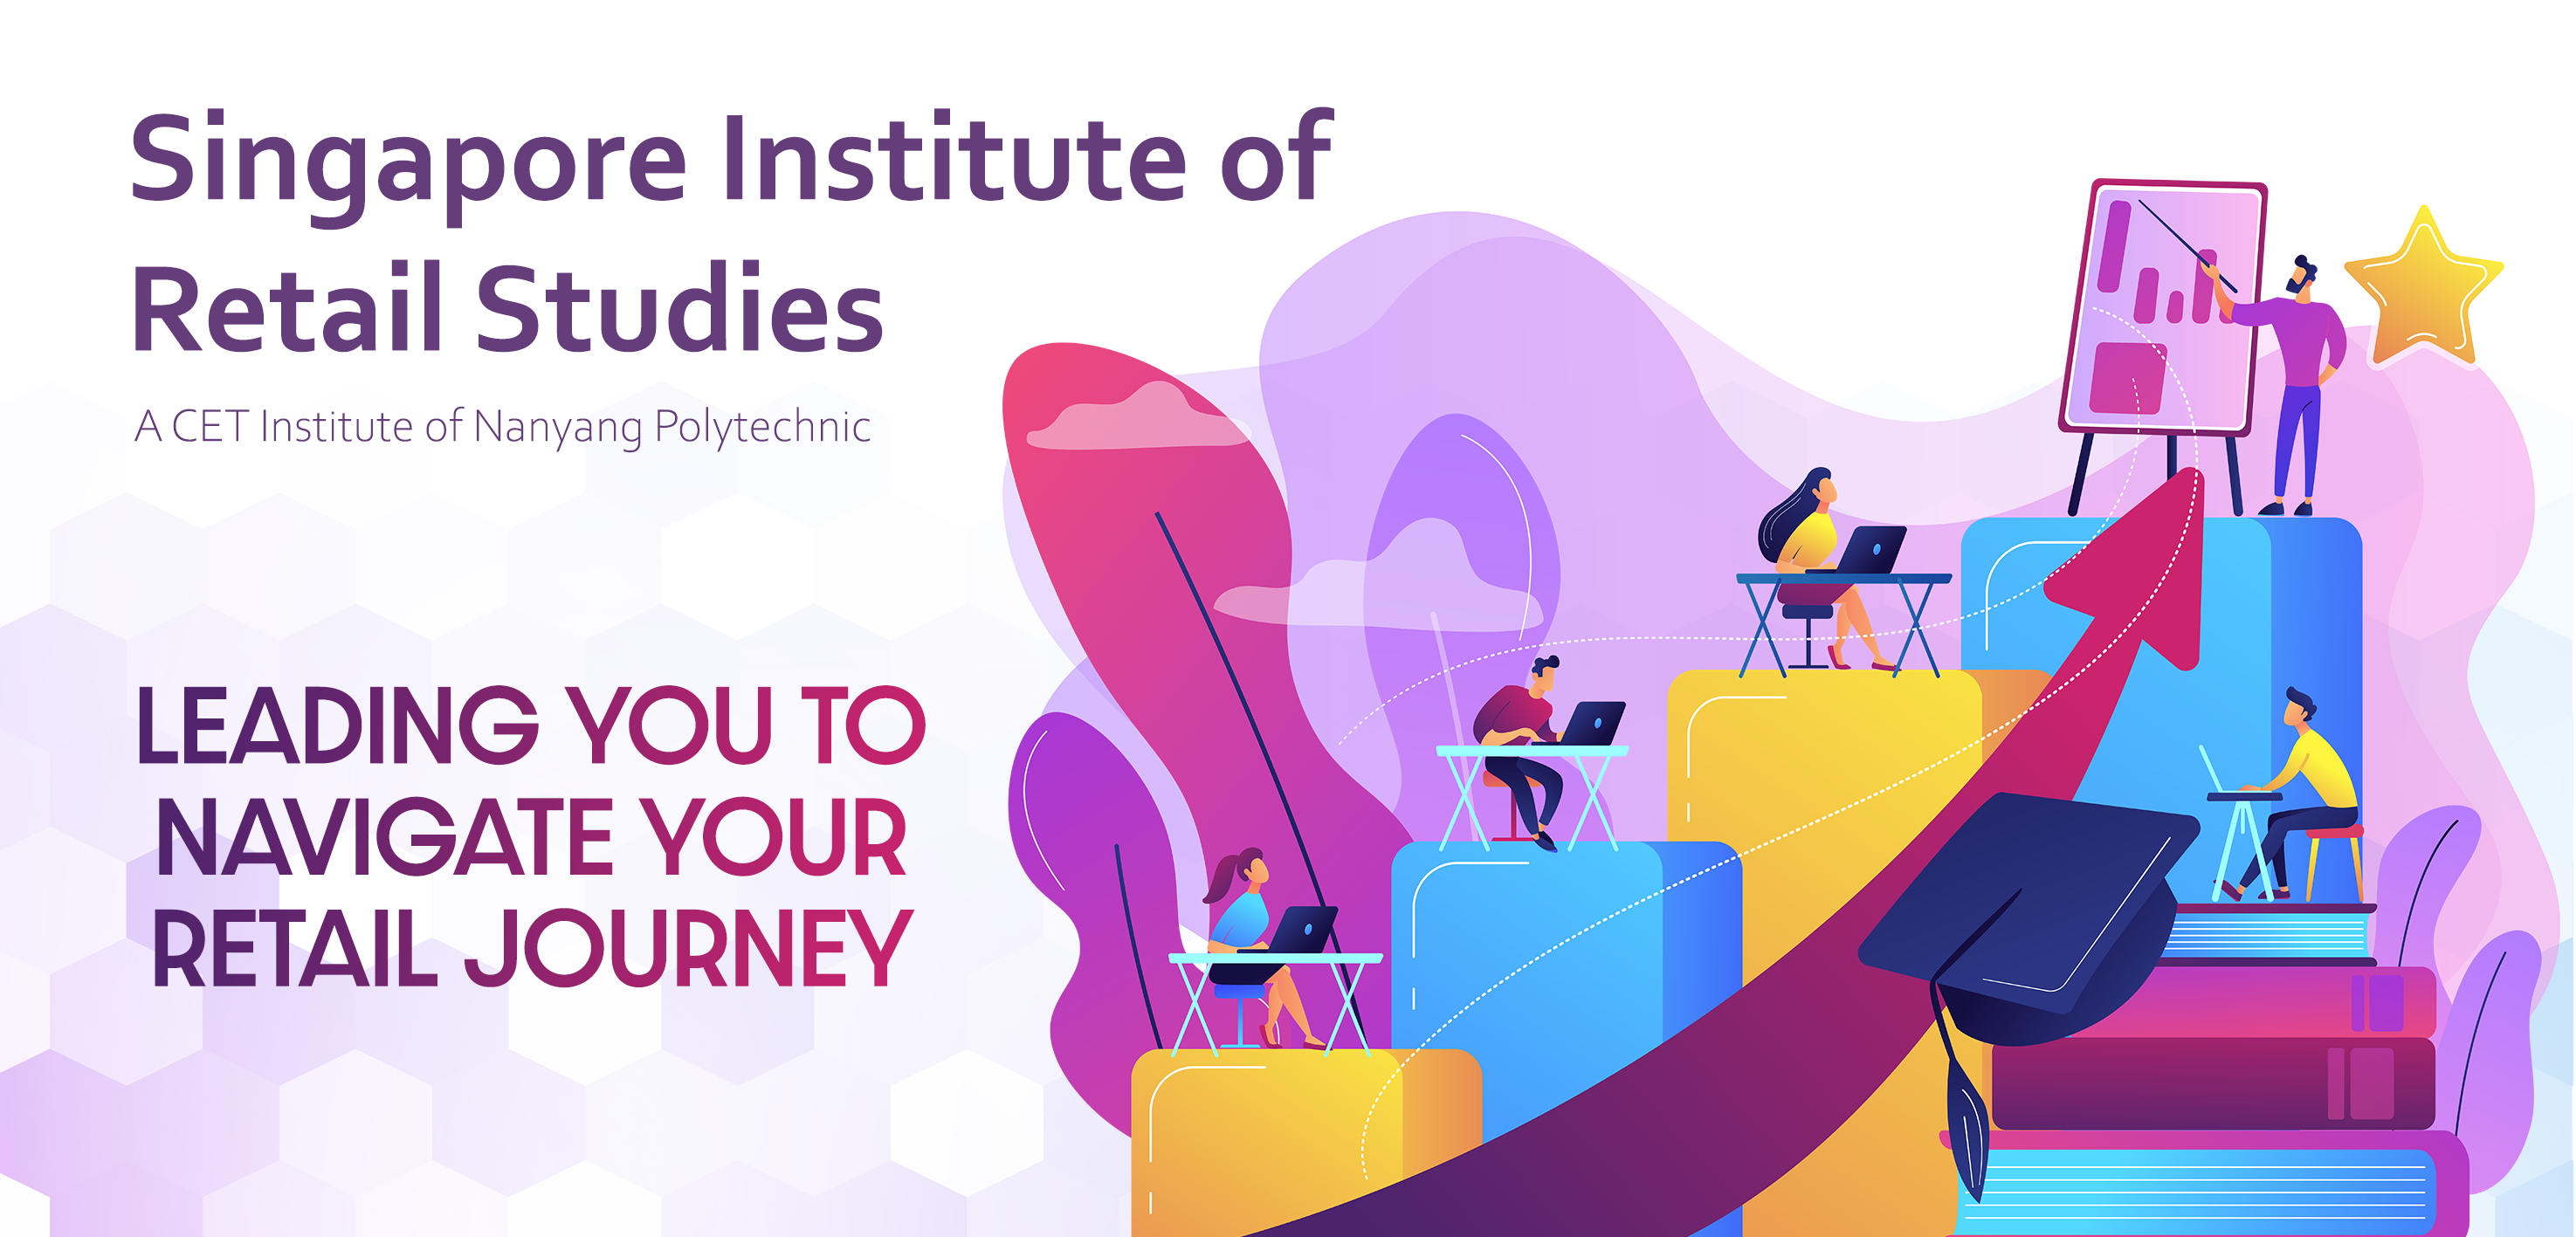 Singapore Institute of
Retail Studies
A CET Institute of Nanyang Polytechnic
LEADING YOU TO
NAVIGATE YOUR
RETAIL JOURNEY